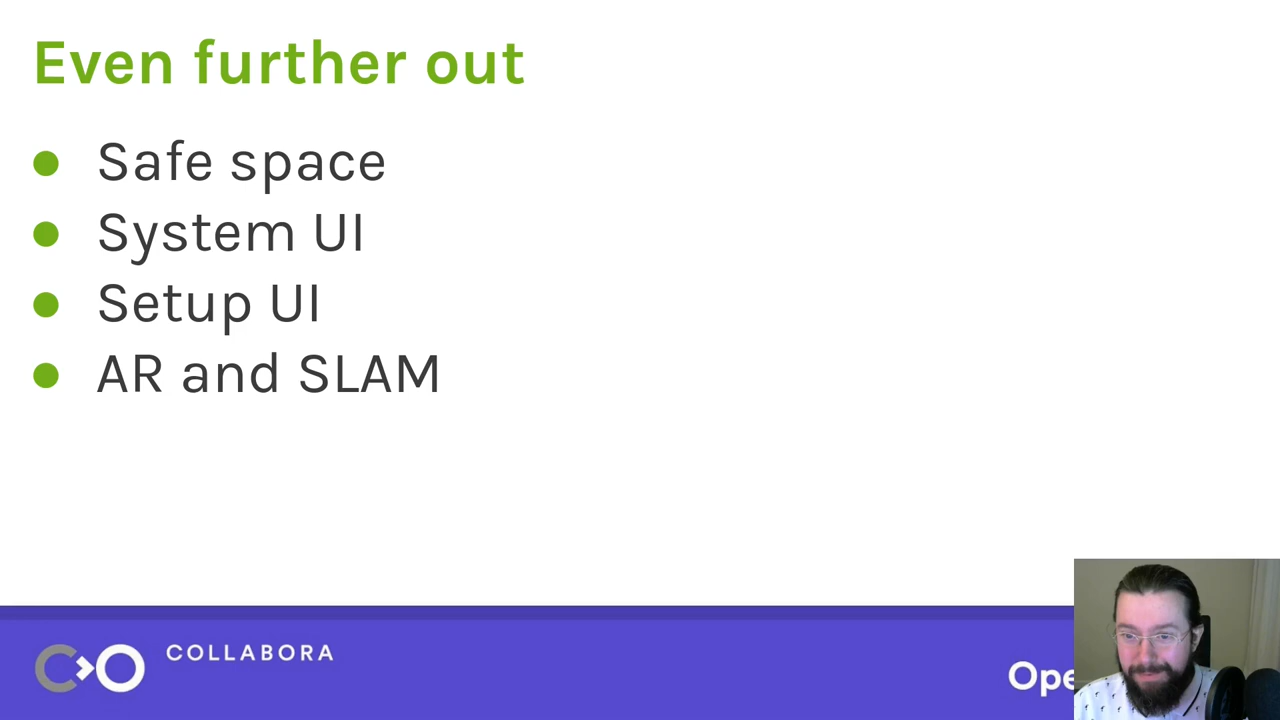 Even further out
Safe space
System UI
Setup UI
AR and SLAM
COLLABORA
Ope